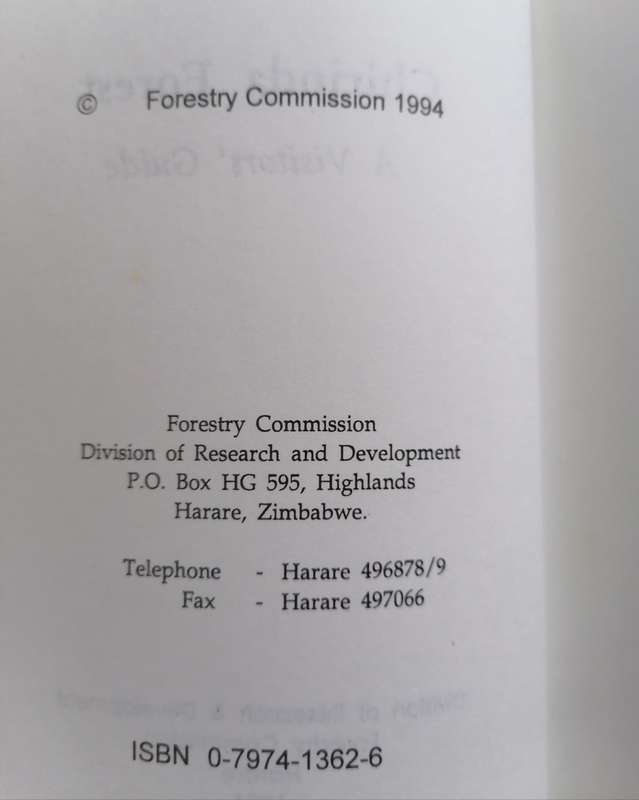 © Forestry Commission 1994
Forestry Commission
Division of Research and Development
P.O. Box HG 595, Highlands
Harare, Zimbabwe.
Telephone - Harare 496878/9
Fax - Harare 497066
ISBN 0-7974-1362-6